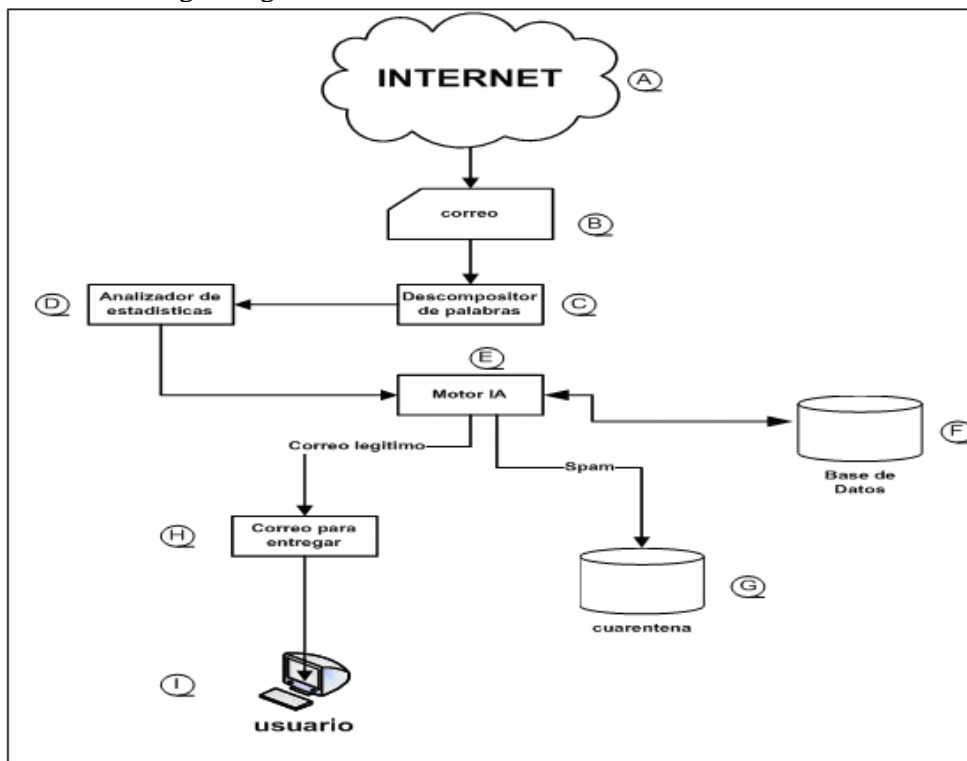 INTERNET
A
correo
B
Analizador de
estadisticas
D
Descompositor
de palabras
C
E
Motor IA
Correo legitimo
Spam
F
Base de
Datos
Correo para
entregar
H
G
cuarentena
I
usuario